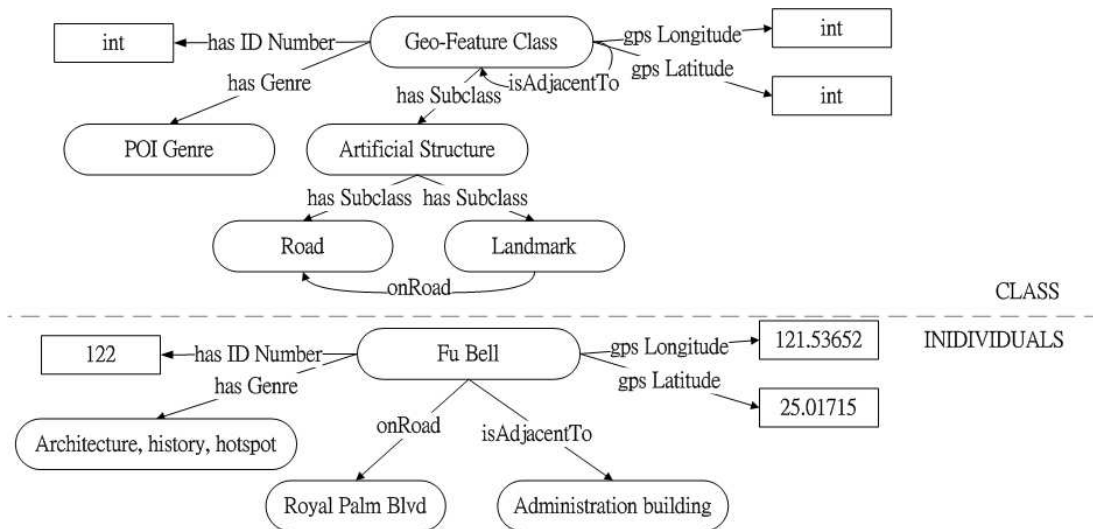 int
has ID Number
Geo-Feature Class
gps Longitude
int
has Genre
isAdjacentTo
gps Latitude
int
has Subclass
POI Genre
Artificial Structure
has Subclass
has Subclass
Road
Landmark
onRoad
CLASS
122
has ID Number
Fu Bell
gps Longitude
121.53652
INIDIVIDUALS
has Genre
gps Latitude
25.01715
Architecture, history, hotspot
onRoad
isAdjacentTo
Royal Palm Blvd
Administration building